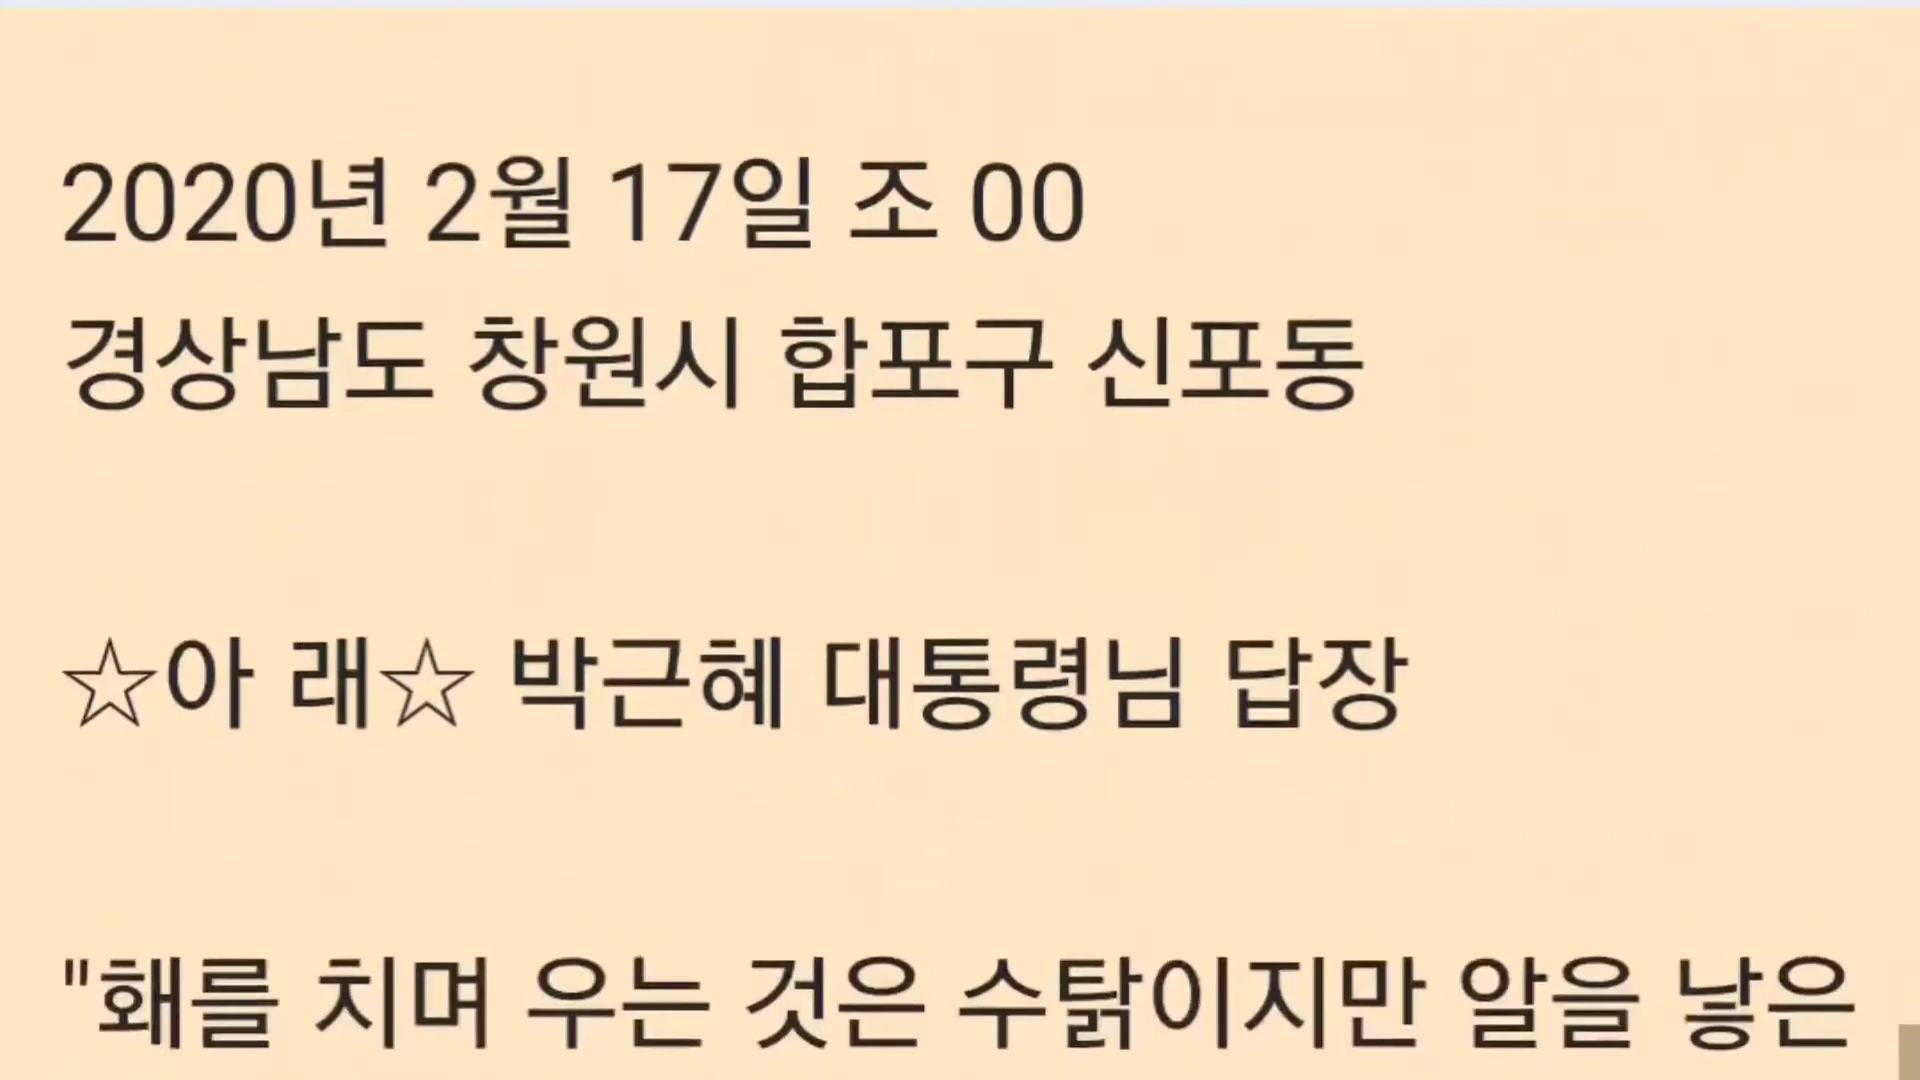 2020년 2월 17일 조 00
경상남도 창원시 합포구 신포동
☆아 래☆ 박근혜 대통령님 답장
"홰를 치며 우는 것은 수탉이지만 알을 낳은